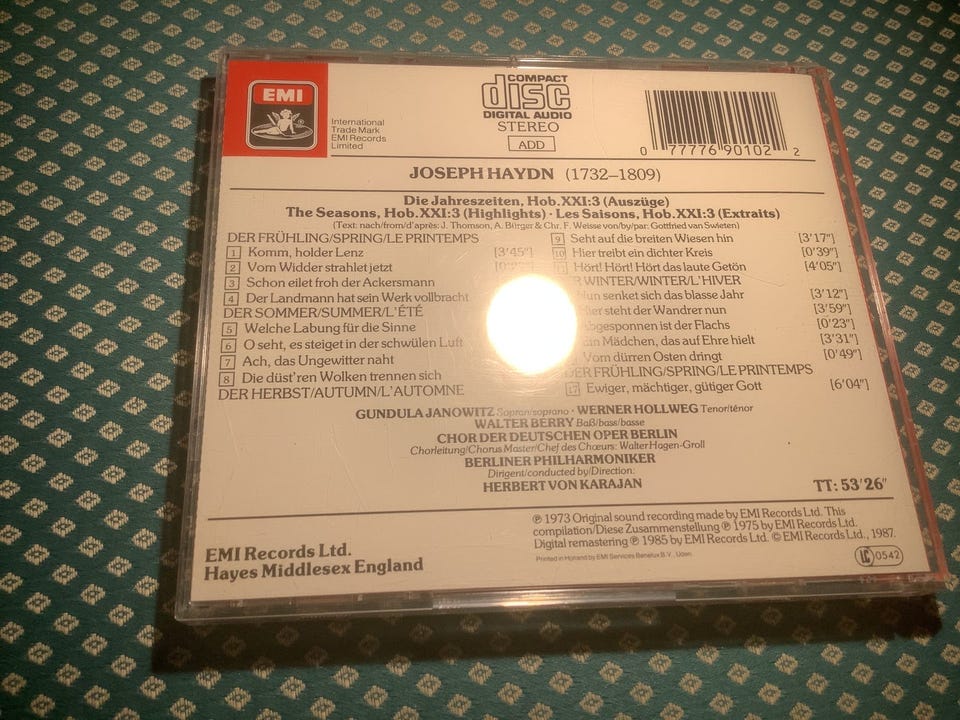 EMI
International
Trade Mark
EMI Records
Limited
COMPACT
disc
DIGITAL AUDIO
STEREO
ADD
0 77776 90102 2
JOSEPH HAYDN (1732–1809)
Die Jahreszeiten, Hob.XXI:3 (Auszüge)
The Seasons, Hob.XXI:3 (Highlights) · Les Saisons, Hob.XXI:3 (Extraits)
(Text: nach/from/d'après: J. Thomson, A. Bürger & Chr. F. Weisse von/by/par: Gottfried van Swieten)
DER FRÜHLING/SPRING/LE PRINTEMPS
1 Komm, holder Lenz [3'45"]
2 Vom Widder strahlet jetzt
3 Schon eilet froh der Ackersmann
4 Der Landmann hat sein Werk vollbracht
DER SOMMER/SUMMER/L'ÉTÉ
5 Welche Labung für die Sinne
6 O seht, es steiget in der schwülen Luft
7 Ach, das Ungewitter naht
8 Die düst'ren Wolken trennen sich
DER HERBST/AUTUMN/L'AUTOMNE
9 Seht auf die breiten Wiesen hin [3'17"]
10 Hier treibt ein dichter Kreis [0'39"]
Hört! Hört! Hört das laute Getön [4'05"]
WINTER/WINTER/L'HIVER
senket sich das blasse Jahr [3'12"]
steht der Wandrer nun [3'59"]
ist der Flachs [0'23"]
Mädchen, das auf Ehre hielt [3'31"]
Vom dürren Osten dringt [0'49"]
FRÜHLING/SPRING/LE PRINTEMPS
17 Ewiger, mächtiger, gütiger Gott [6'04"]
GUNDULA JANOWITZ Sopran/soprano · WERNER HOLLWEG Tenor/ténor
WALTER BERRY Baß/bass/basse
CHOR DER DEUTSCHEN OPER BERLIN
Chorleitung/Chorus Master/Chef des Chœurs: Walter Hagen-Groll
BERLINER PHILHARMONIKER
Dirigent/conducted by/Direction:
HERBERT VON KARAJAN
TT: 53'26"
℗ 1973 Original sound recording made by EMI Records Ltd. This
compilation/Diese Zusammenstellung ℗ 1975 by EMI Records Ltd.
Digital remastering ℗ 1985 by EMI Records Ltd. © EMI Records Ltd., 1987.
Printed in Holland by EMI Services Benelux B.V., Uden
LC 0542
EMI Records Ltd.
Hayes Middlesex England